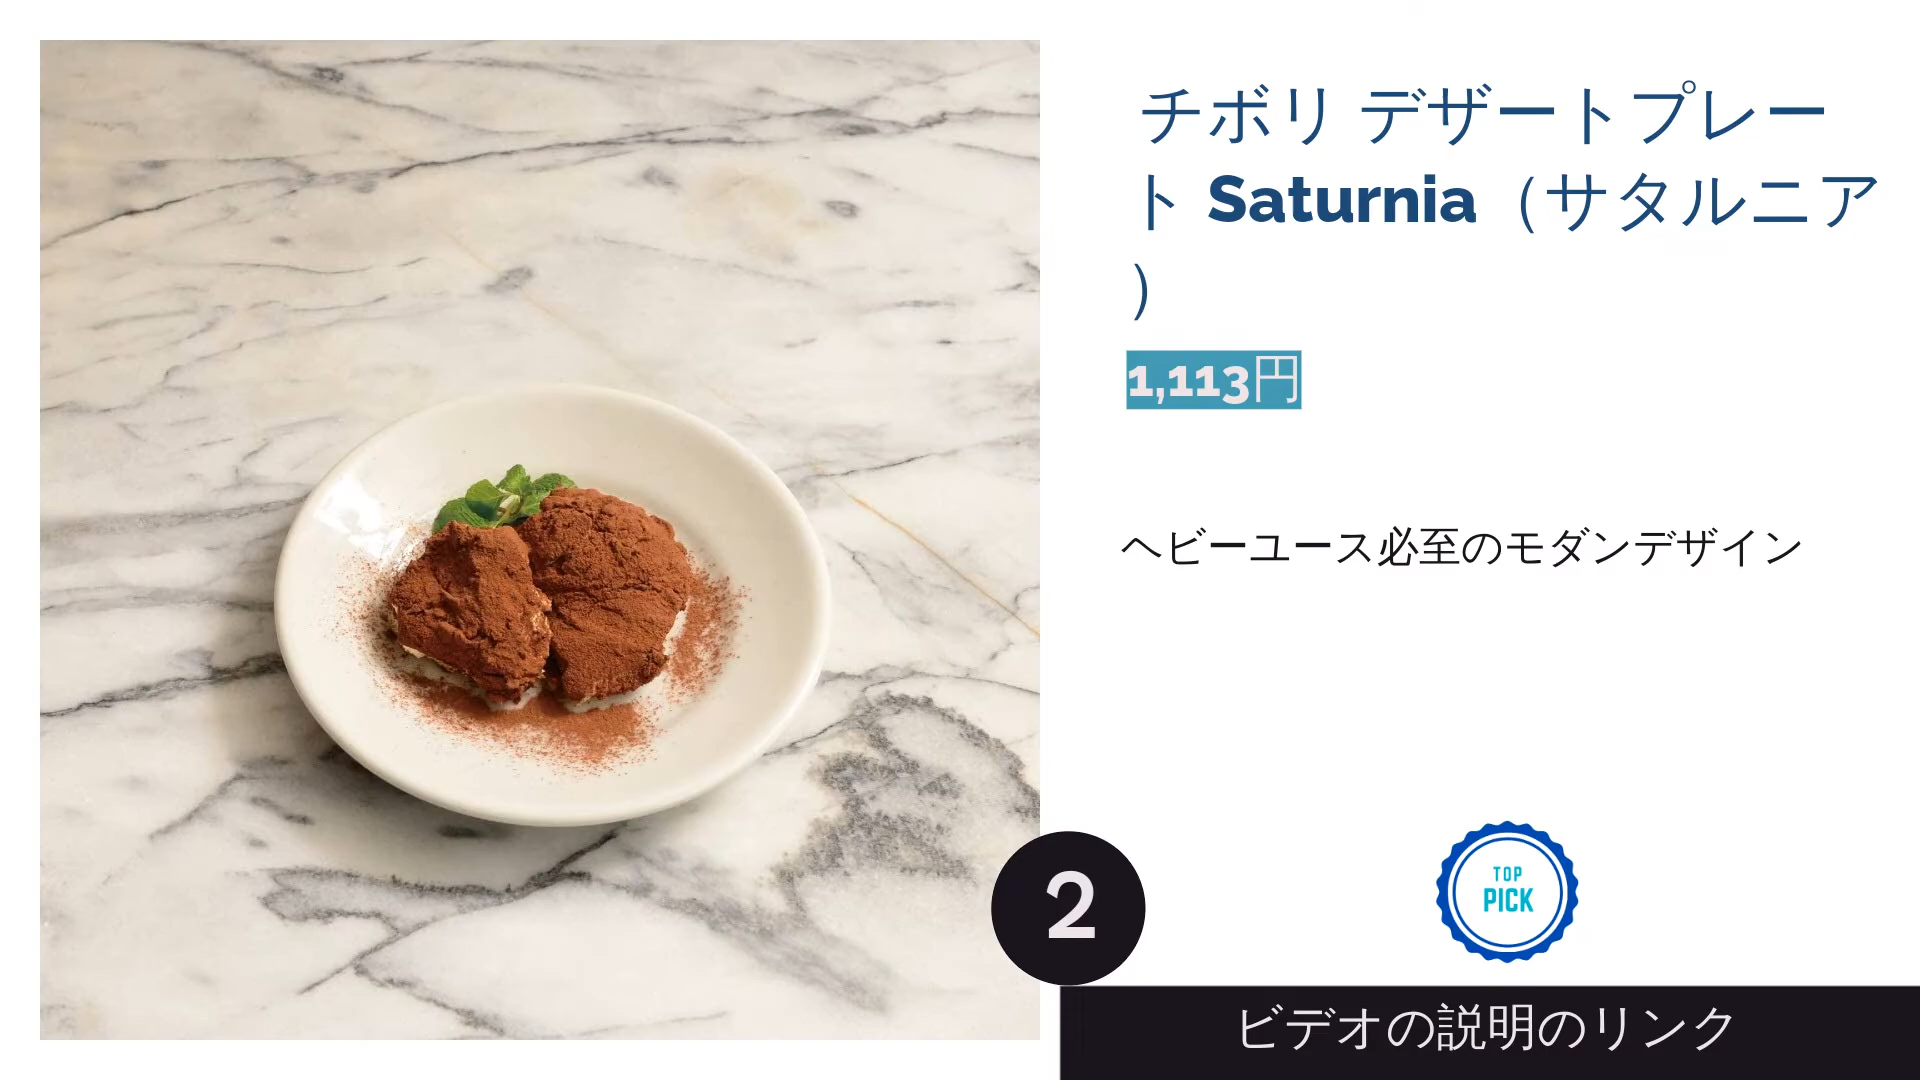 チボリ デザートプレー
ト Saturnia（サタルニア
）
1,113円
ヘビーユース必至のモダンデザイン
TOP
PICK
2
ビデオの説明のリンク